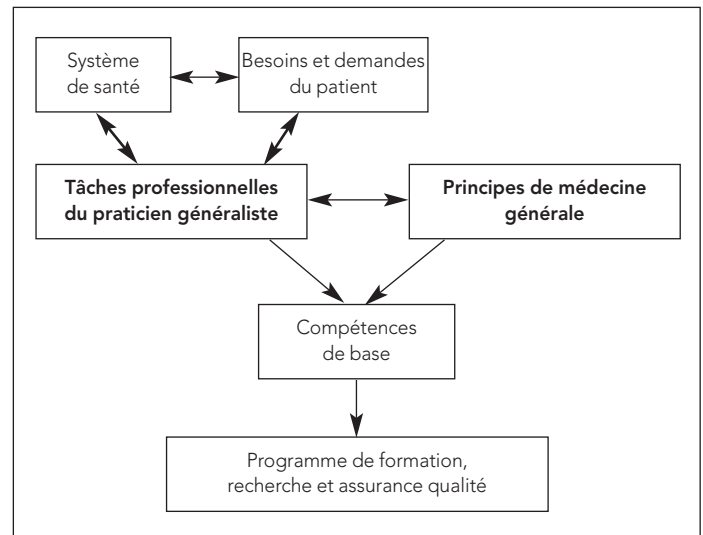 Système
de santé
Besoins et demandes
du patient
Tâches professionnelles
du praticien généraliste
Principes de médecine
générale
Compétences
de base
Programme de formation,
recherche et assurance qualité